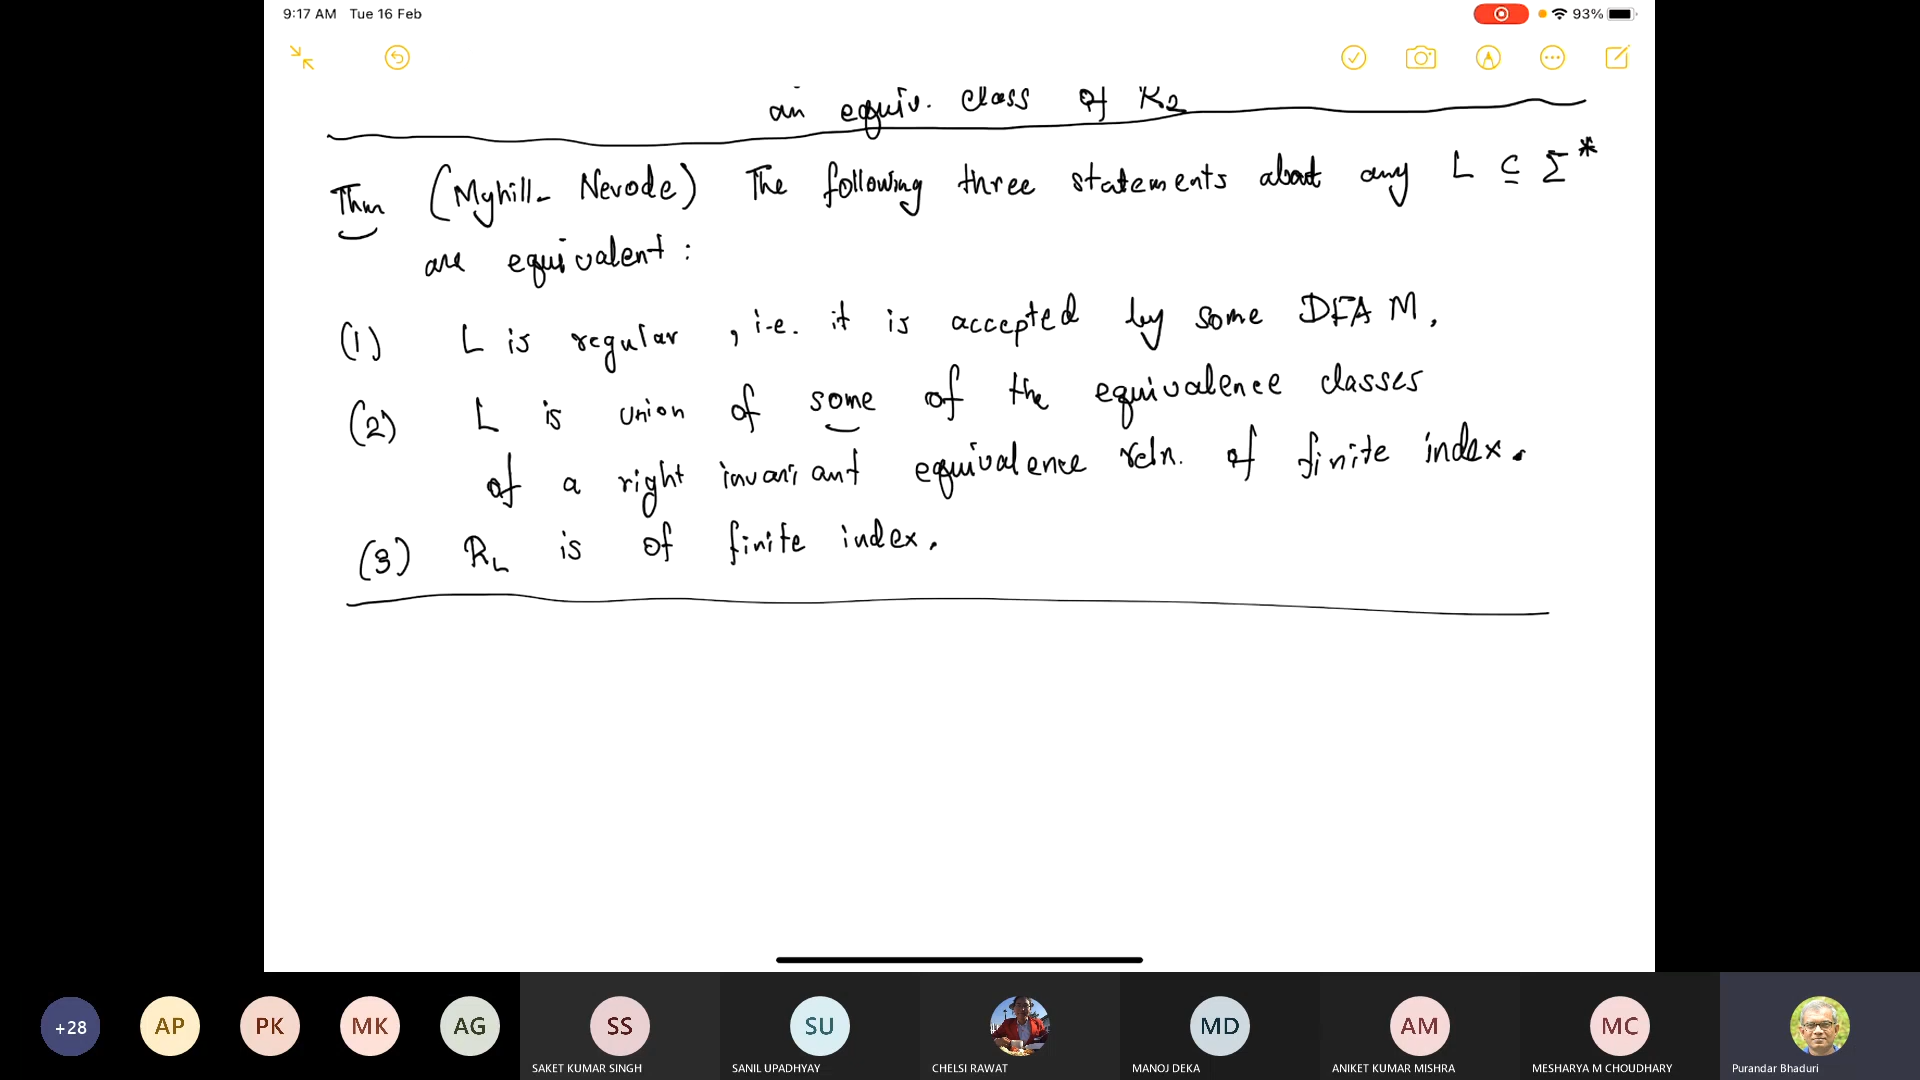 9:17 AM Tue 16 Feb
93%
an equiv. class of R2
Thm (Myhill- Nerode) The following three statements about any L ⊆ Σ*
are equivalent :
(1) L is regular , i.e. it is accepted by some DFA M.
(2) L is union of some of the equivalence classes
of a right invariant equivalence reln. of finite index.
(3) R_L is of finite index.
+28 AP PK MK AG SS SU MD AM MC
SAKET KUMAR SINGH SANIL UPADHYAY CHELSI RAWAT MANOJ DEKA ANIKET KUMAR MISHRA MESHARYA M CHOUDHARY Purandar Bhaduri